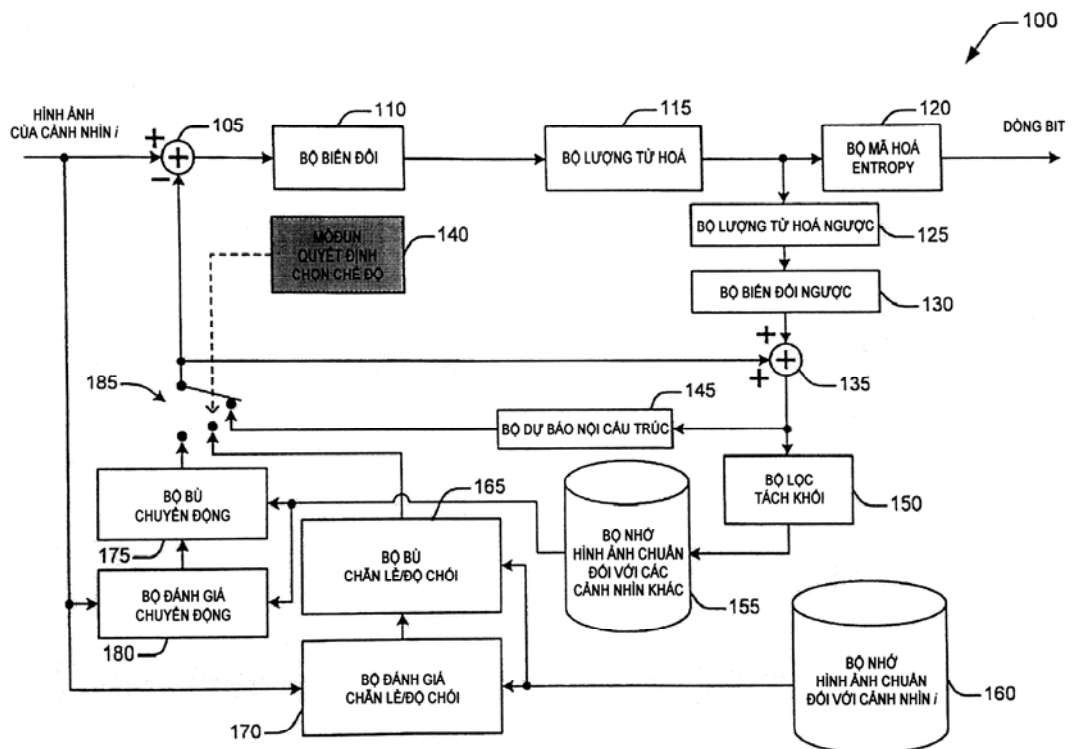 100
HÌNH ẢNH
CỦA CẢNH NHÌN i
+
105
+
−
110
BỘ BIẾN ĐỔI
115
BỘ LƯỢNG TỬ HOÁ
120
BỘ MÃ HOÁ
ENTROPY
DÒNG BIT
MÔĐUN
QUYẾT ĐỊNH
CHỌN CHẾ ĐỘ
140
BỘ LƯỢNG TỬ HOÁ NGƯỢC
125
BỘ BIẾN ĐỔI NGƯỢC
130
+
+
+
135
185
145
BỘ DỰ BÁO NỘI CẤU TRÚC
BỘ LỌC
TÁCH KHỐI
150
BỘ BÙ
CHUYỂN ĐỘNG
175
165
BỘ BÙ
CHẴN LẺ/ĐỘ CHÓI
BỘ NHỚ
HÌNH ẢNH CHUẨN
ĐỐI VỚI CÁC
CẢNH NHÌN KHÁC
155
BỘ ĐÁNH GIÁ
CHUYỂN ĐỘNG
180
BỘ ĐÁNH GIÁ
CHẴN LẺ/ĐỘ CHÓI
170
BỘ NHỚ
HÌNH ẢNH CHUẨN
ĐỐI VỚI CẢNH NHÌN i
160